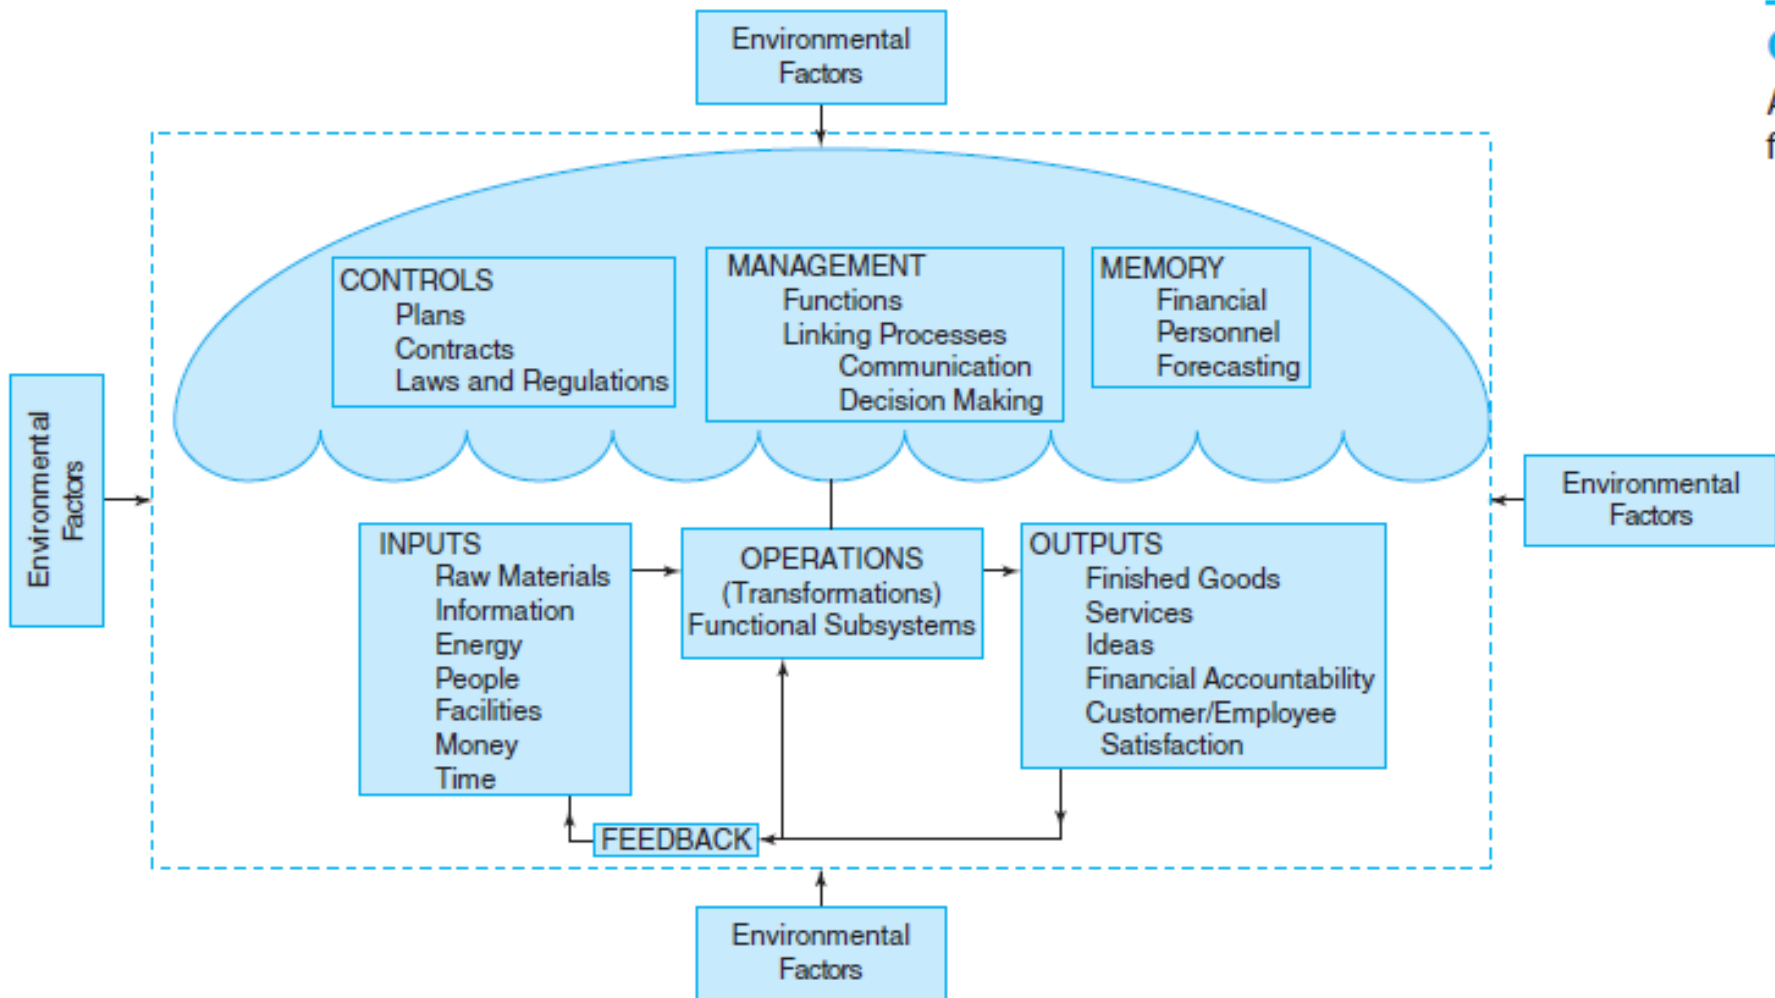 Environmental
Factors
CONTROLS
Plans
Contracts
Laws and Regulations
MANAGEMENT
Functions
Linking Processes
Communication
Decision Making
MEMORY
Financial
Personnel
Forecasting
Environmental
Factors
Environmental
Factors
INPUTS
Raw Materials
Information
Energy
People
Facilities
Money
Time
OPERATIONS
(Transformations)
Functional Subsystems
OUTPUTS
Finished Goods
Services
Ideas
Financial Accountability
Customer/Employee
Satisfaction
FEEDBACK
Environmental
Factors